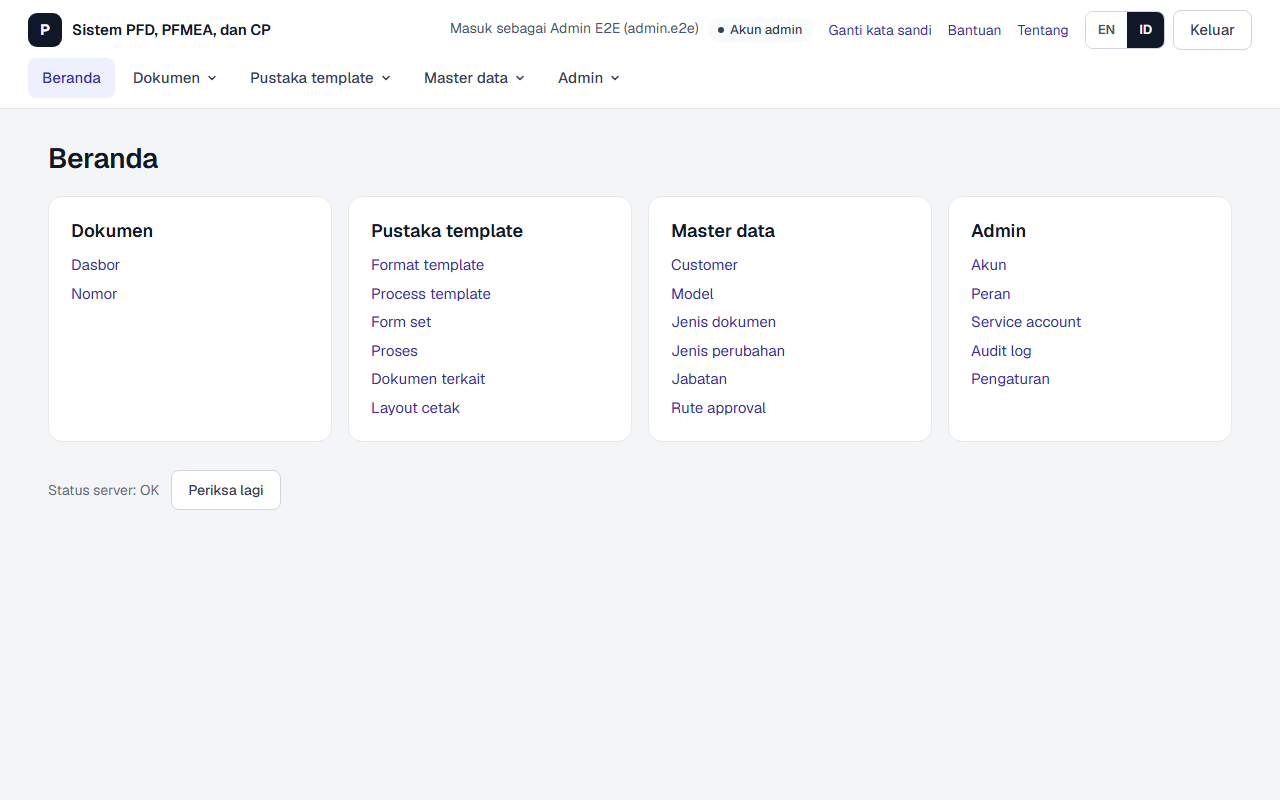 P Sistem PFD, PFMEA, dan CP Masuk sebagai Admin E2E (admin.e2e) Akun admin Ganti kata sandi Bantuan Tentang EN ID Keluar
Beranda Dokumen Pustaka template Master data Admin
Beranda
Dokumen
Dasbor
Nomor
Pustaka template
Format template
Process template
Form set
Proses
Dokumen terkait
Layout cetak
Master data
Customer
Model
Jenis dokumen
Jenis perubahan
Jabatan
Rute approval
Admin
Akun
Peran
Service account
Audit log
Pengaturan
Status server: OK Periksa lagi